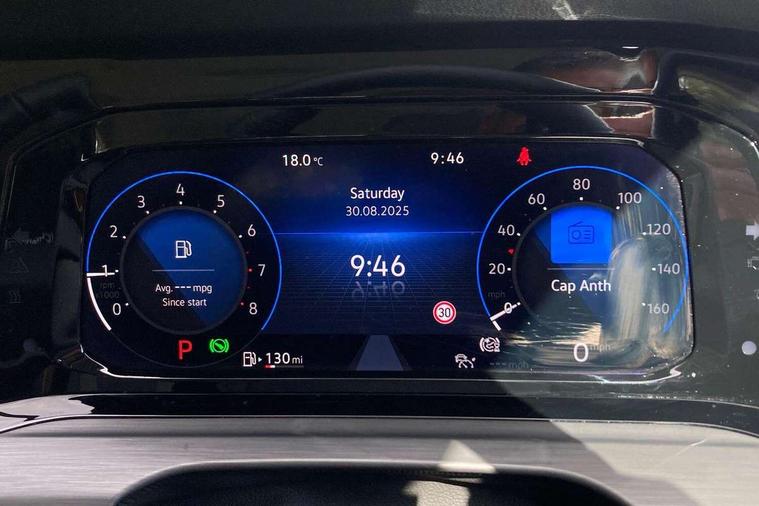 18.0 °C
9:46
Saturday
30.08.2025
9:46
30
0
1
2
3
4
5
6
7
8
rpm
x1000
Avg. --- mpg
Since start
P
130 mi
0
20
40
60
80
100
120
140
160
mph
Cap Anth
0 mph
--- mph